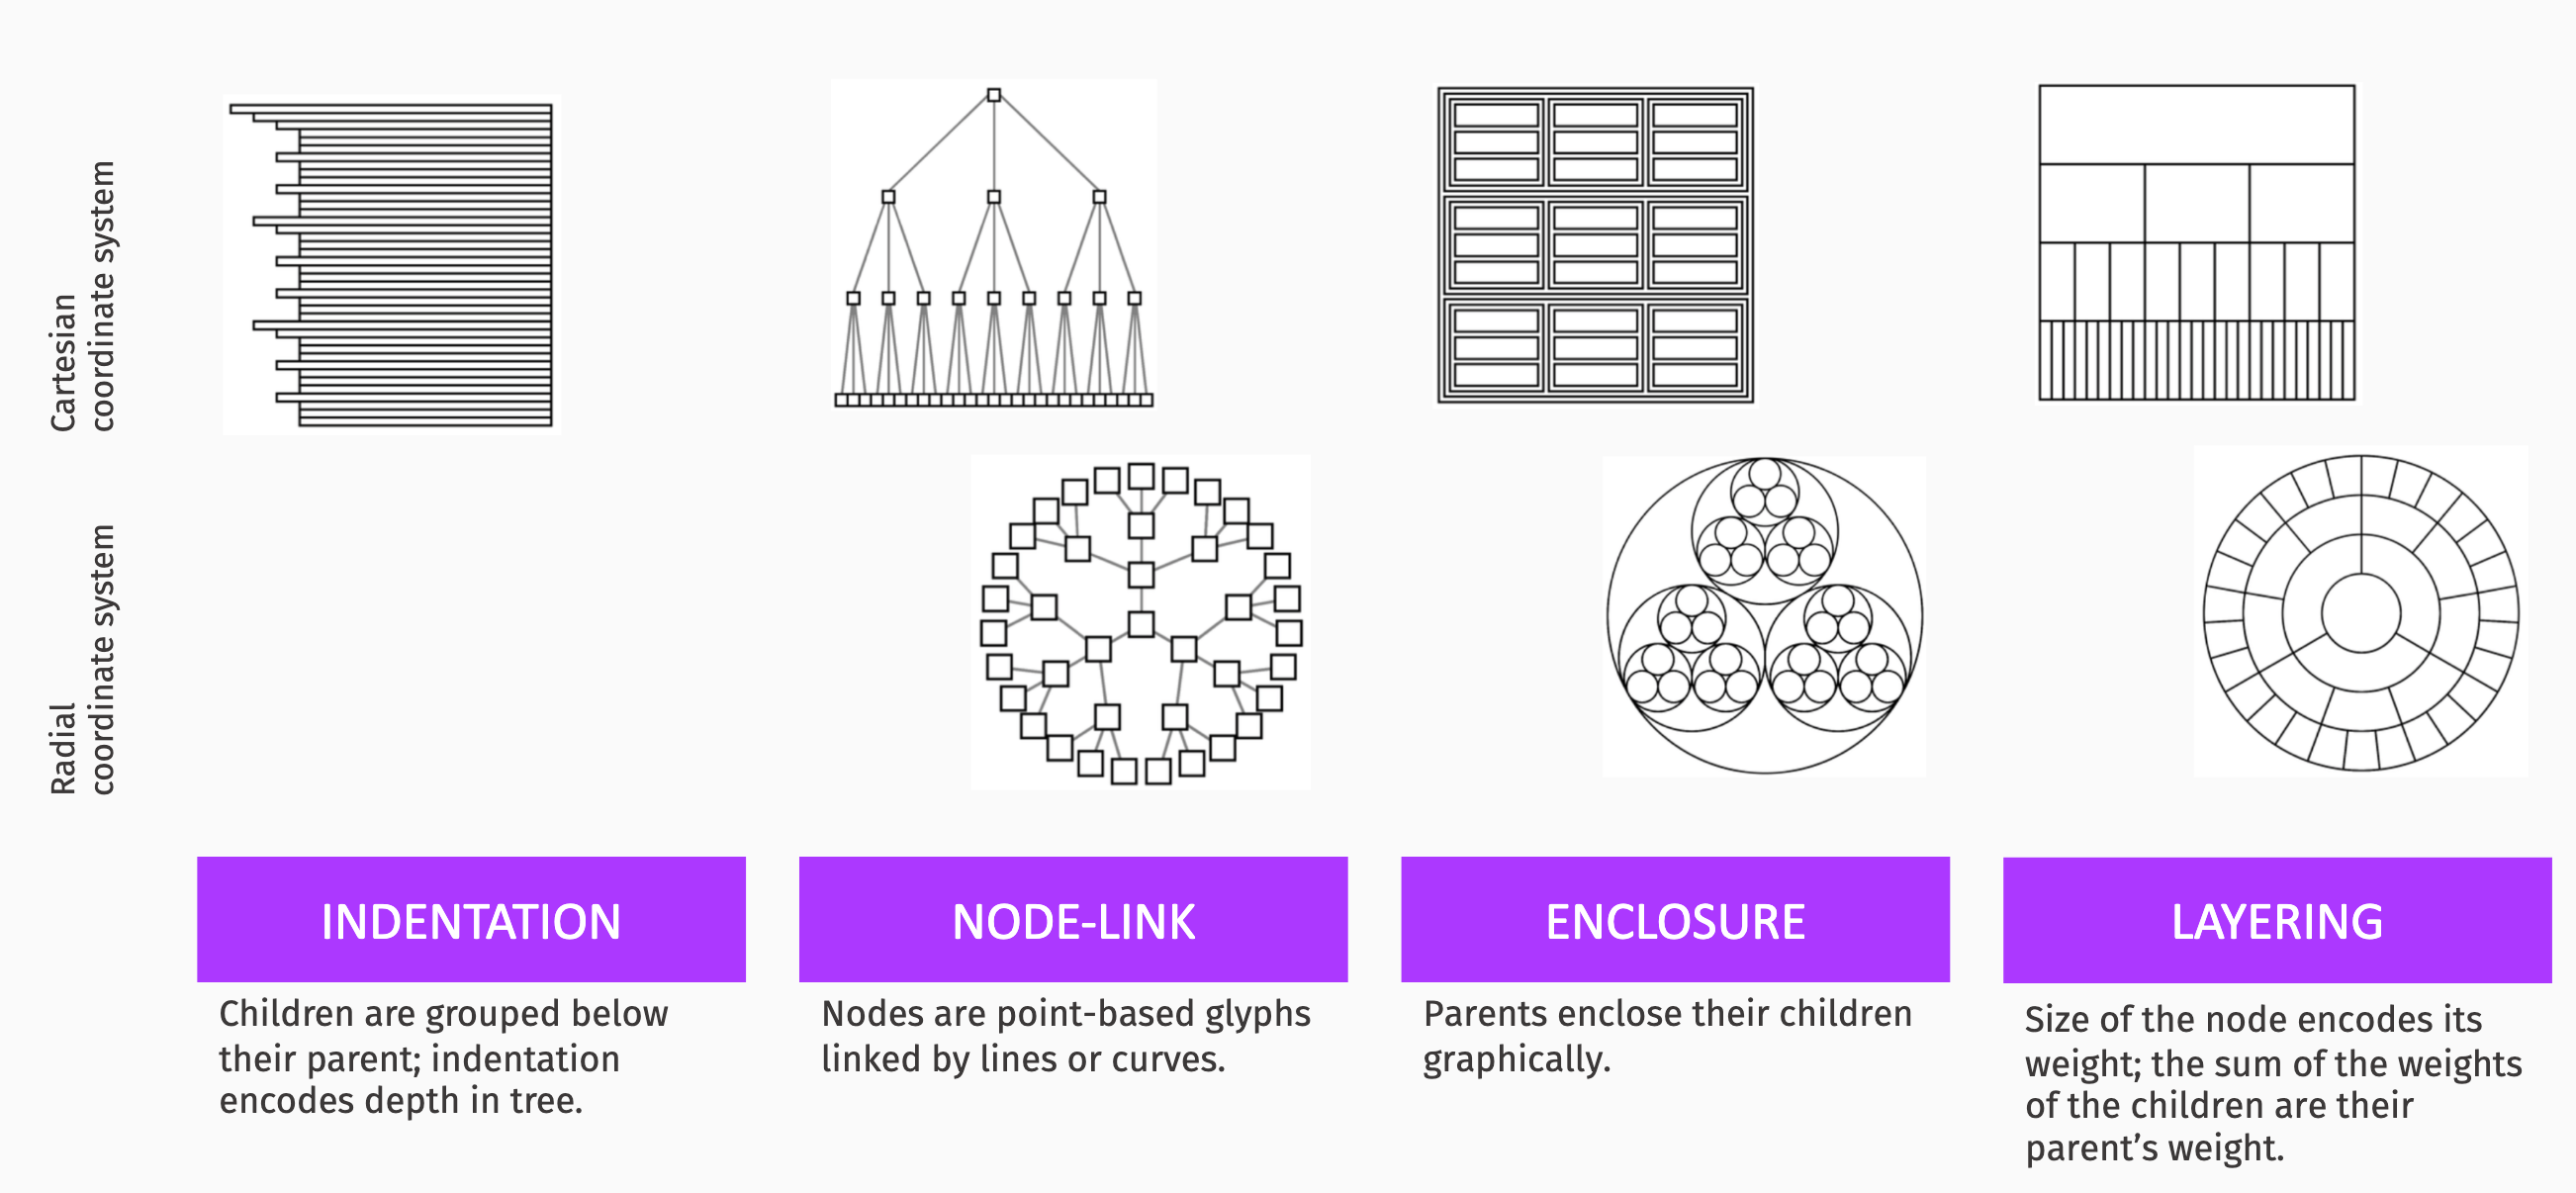 Cartesian
coordinate system
Radial
coordinate system
INDENTATION
Children are grouped below
their parent; indentation
encodes depth in tree.
NODE-LINK
Nodes are point-based glyphs
linked by lines or curves.
ENCLOSURE
Parents enclose their children
graphically.
LAYERING
Size of the node encodes its
weight; the sum of the weights
of the children are their
parent’s weight.